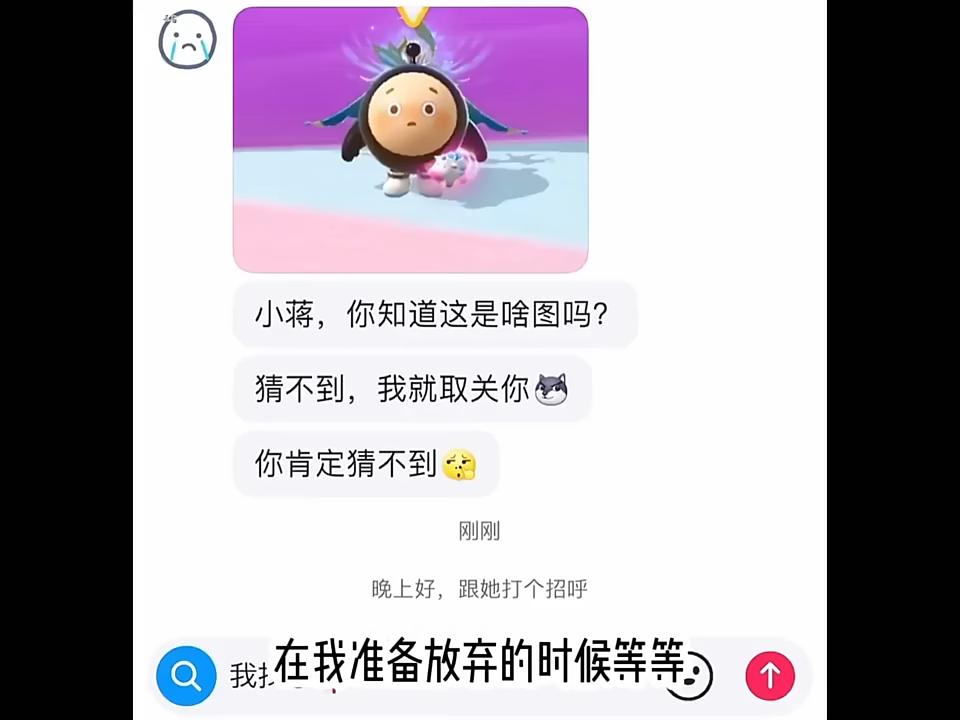 小蒋，你知道这是啥图吗？
猜不到，我就取关你
你肯定猜不到
刚刚
晚上好，跟她打个招呼
我找
在我准备放弃的时候等等